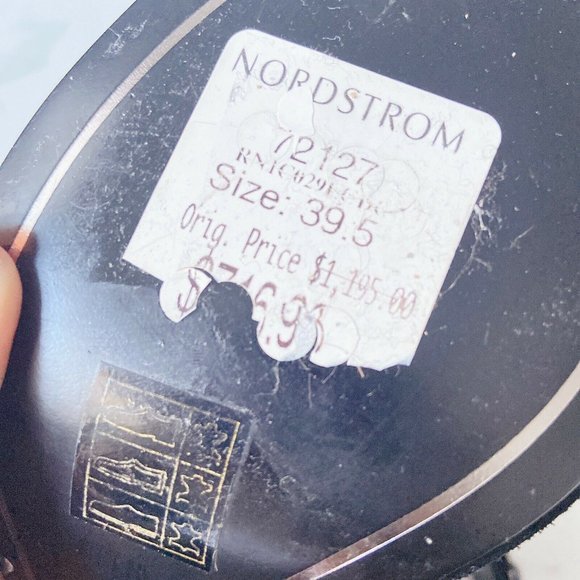 NORDSTROM
72127
Size: 39.5
Orig. Price $1,195.00